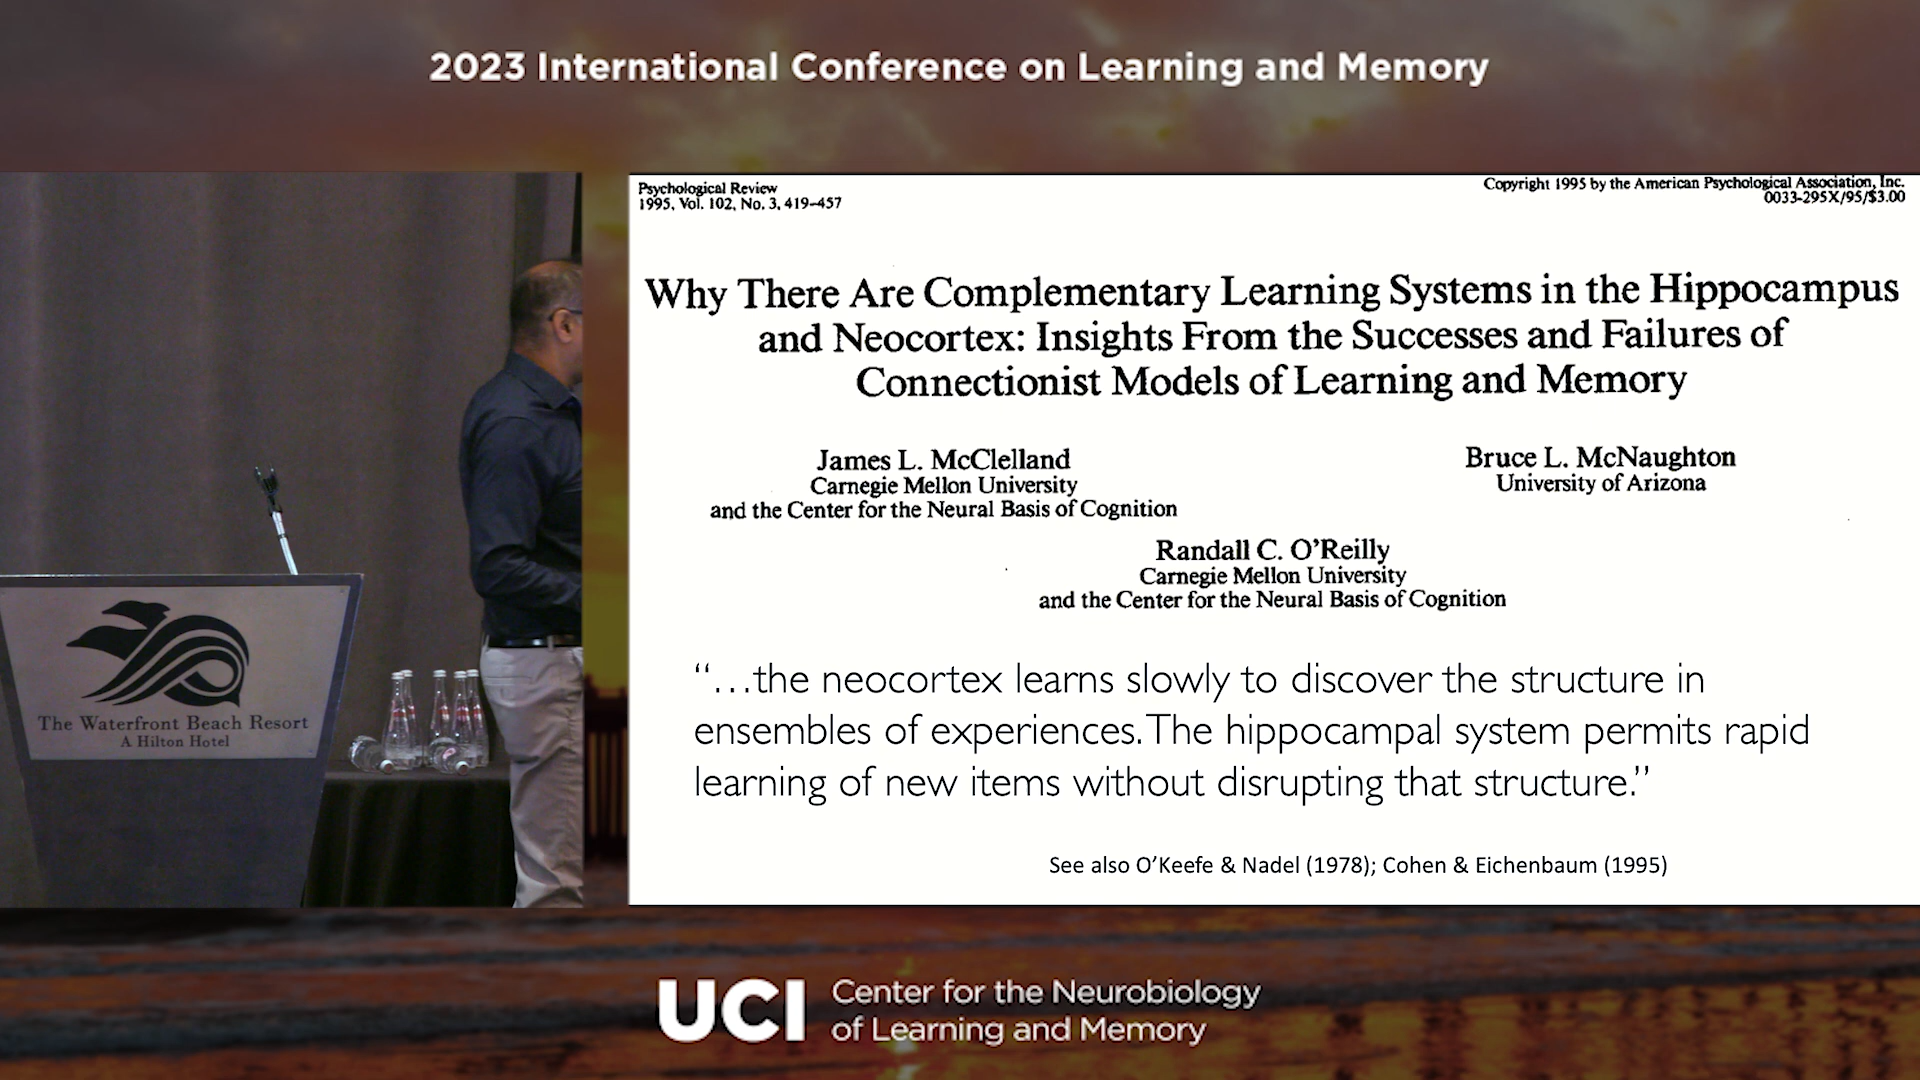 2023 International Conference on Learning and Memory
Psychological Review
1995, Vol. 102, No. 3, 419–457
Copyright 1995 by the American Psychological Association, Inc.
0033-295X/95/$3.00
Why There Are Complementary Learning Systems in the Hippocampus
and Neocortex: Insights From the Successes and Failures of
Connectionist Models of Learning and Memory
James L. McClelland
Carnegie Mellon University
and the Center for the Neural Basis of Cognition
Bruce L. McNaughton
University of Arizona
Randall C. O’Reilly
Carnegie Mellon University
and the Center for the Neural Basis of Cognition
“…the neocortex learns slowly to discover the structure in
ensembles of experiences. The hippocampal system permits rapid
learning of new items without disrupting that structure.”
See also O’Keefe & Nadel (1978); Cohen & Eichenbaum (1995)
The Waterfront Beach Resort
A Hilton Hotel
UCI
Center for the Neurobiology
of Learning and Memory